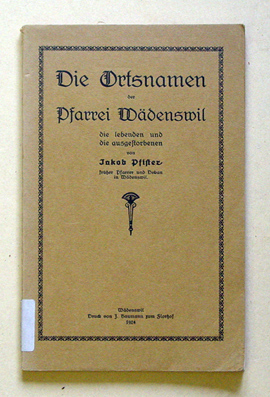 Die Ortsnamen
der
Pfarrei Wädenswil
die lebenden und
die ausgestorbenen
von
Jakob Pfister
früher Pfarrer und Dekan
in Wädenswil.
Wädenswil
Druck von J. Baumann zum Florhof
1924